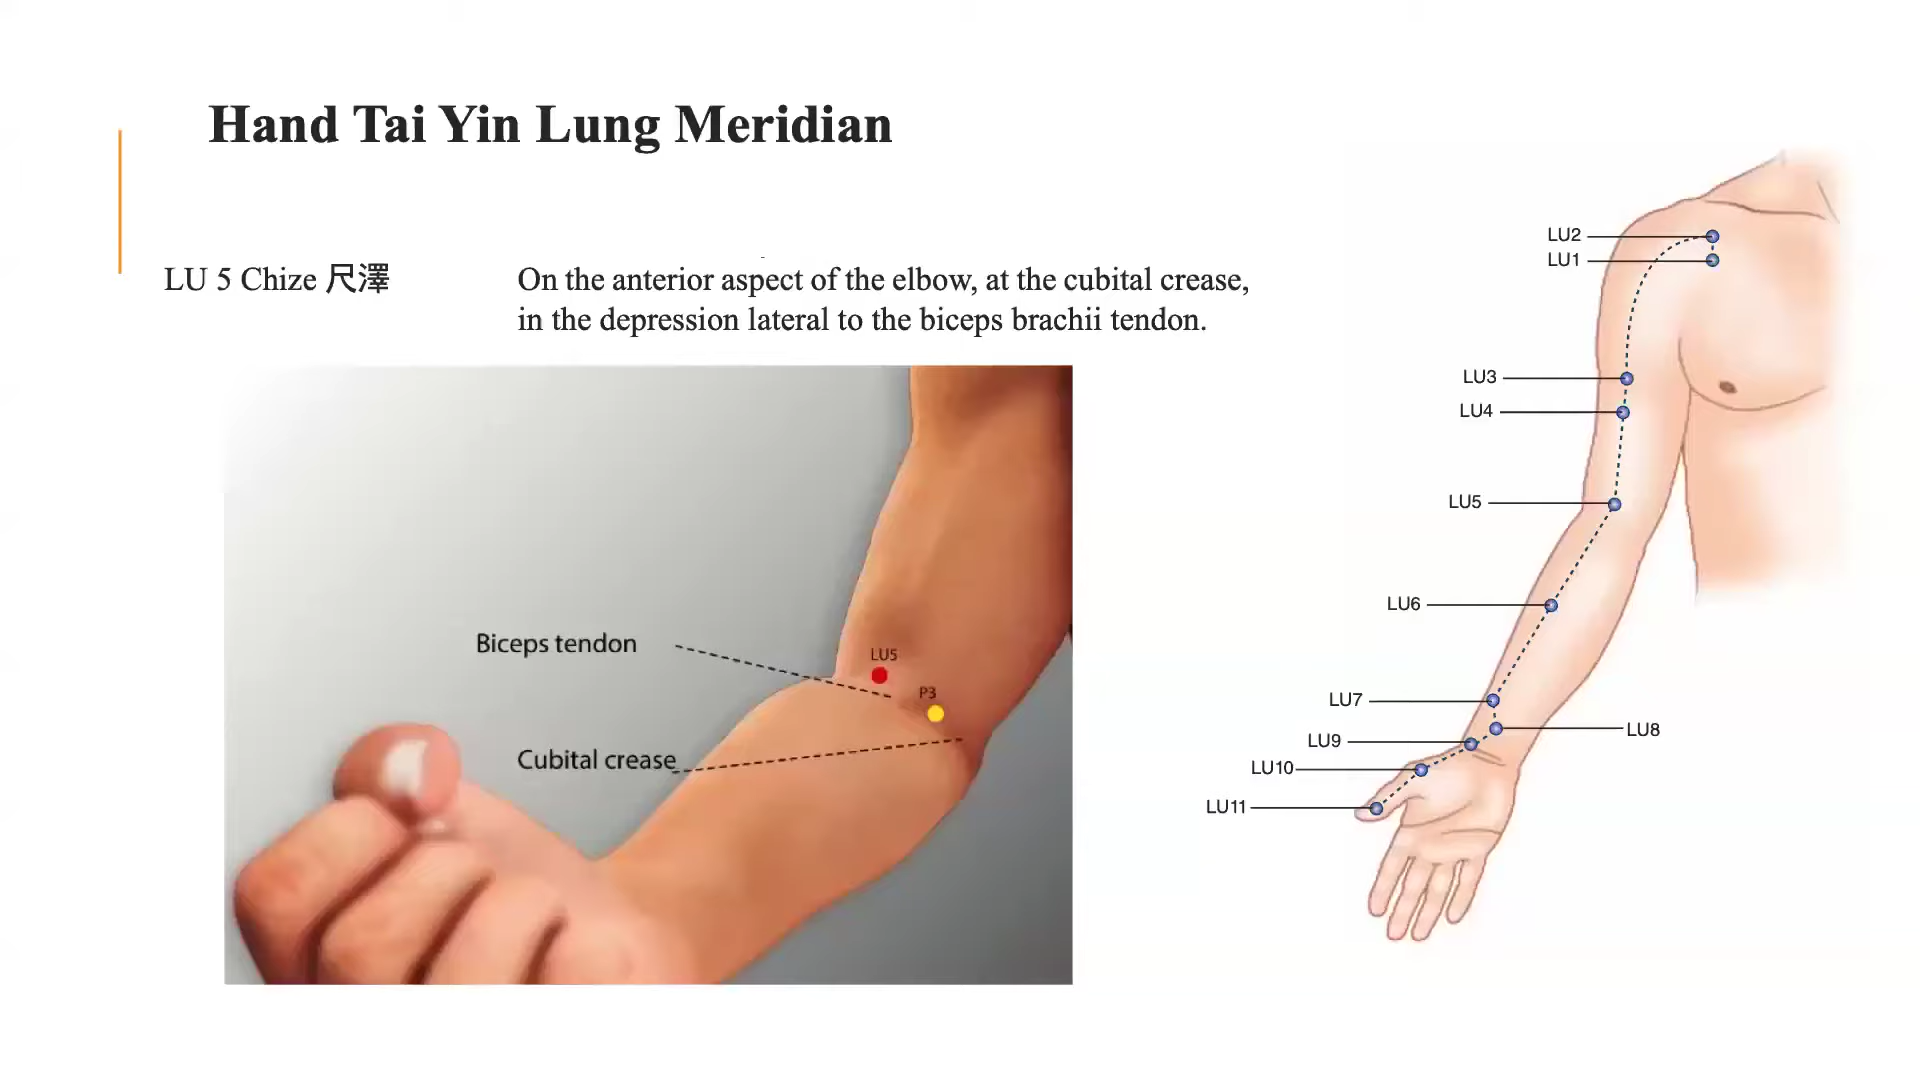 Hand Tai Yin Lung Meridian
LU 5 Chize 尺澤
On the anterior aspect of the elbow, at the cubital crease,
in the depression lateral to the biceps brachii tendon.
Biceps tendon
LU5
P3
Cubital crease
LU2
LU1
LU3
LU4
LU5
LU6
LU7
LU8
LU9
LU10
LU11